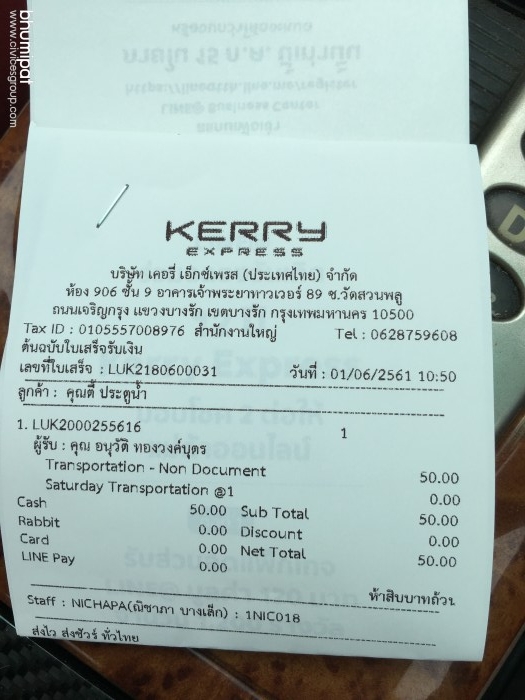 bhumipat
www.civicesgroup.com
KERRY
EXPRESS
บริษัท เคอรี่ เอ็กซ์เพรส (ประเทศไทย) จำกัด
ห้อง 906 ชั้น 9 อาคารเจ้าพระยาทาวเวอร์ 89 ซ.วัดสวนพลู
ถนนเจริญกรุง แขวงบางรัก เขตบางรัก กรุงเทพมหานคร 10500
Tax ID : 0105557008976 สำนักงานใหญ่ Tel : 0628759608
ต้นฉบับใบเสร็จรับเงิน
เลขที่ใบเสร็จ : LUK2180600031 วันที่ : 01/06/2561 10:50
ลูกค้า : คุณตี๋ ประตูน้ำ
1. LUK2000255616 1
ผู้รับ : คุณ อนุวัติ ทองวงค์บุตร
Transportation - Non Document 50.00
Saturday Transportation @1 0.00
Cash 50.00 Sub Total 50.00
Rabbit 0.00 Discount 0.00
Card 0.00 Net Total 50.00
LINE Pay 0.00
ห้าสิบบาทถ้วน
Staff : NICHAPA(ณิชาภา บางเล็ก) : 1NIC018
ส่งไว ส่งชัวร์ ทั่วไทย